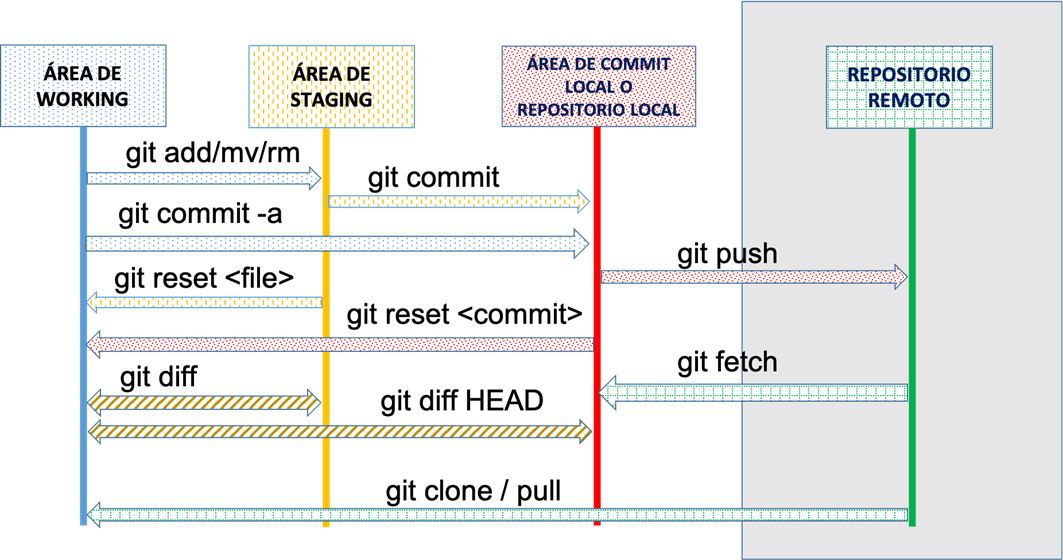 ÁREA DE
WORKING
ÁREA DE
STAGING
ÁREA DE COMMIT
LOCAL O
REPOSITORIO LOCAL
REPOSITORIO
REMOTO
git add/mv/rm
git commit
git commit -a
git push
git reset <file>
git reset <commit>
git fetch
git diff
git diff HEAD
git clone / pull